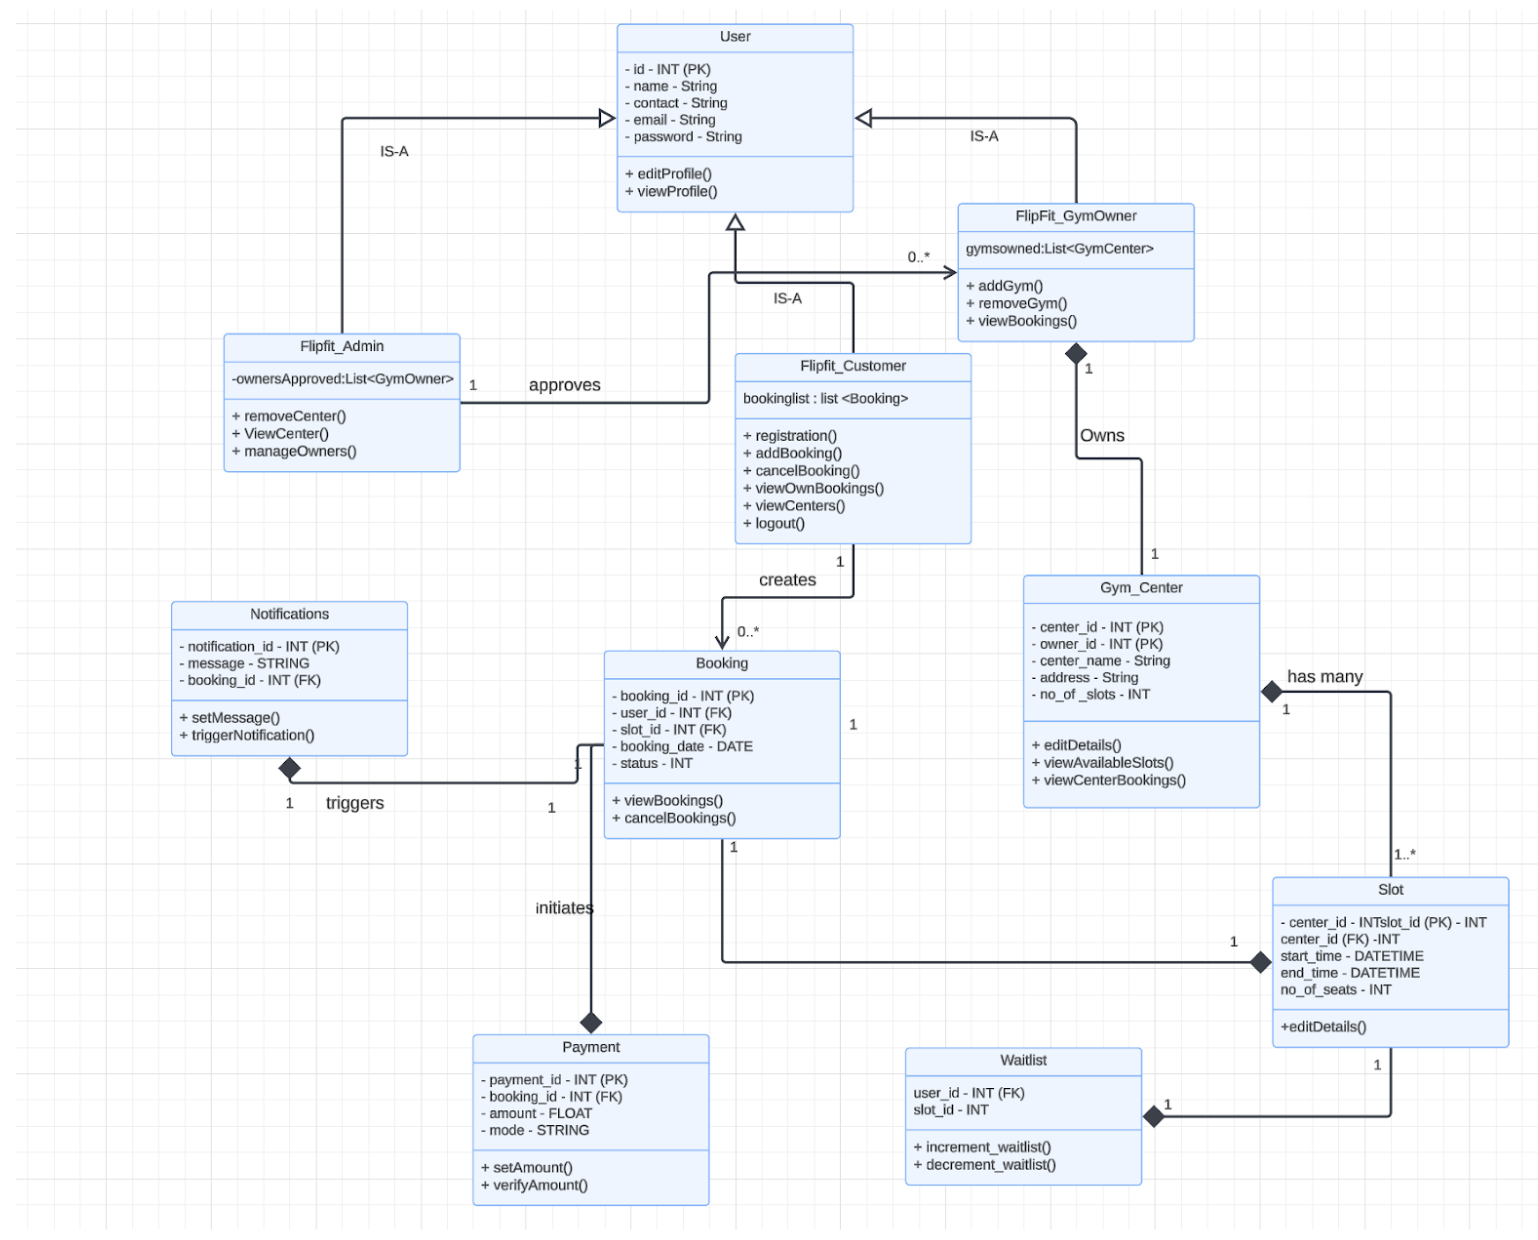 User
- id - INT (PK)
- name - String
- contact - String
- email - String
- password - String
+ editProfile()
+ viewProfile()
IS-A
IS-A
FlipFit_GymOwner
gymsowned:List<GymCenter>
+ addGym()
+ removeGym()
+ viewBookings()
0..*
IS-A
Flipfit_Admin
-ownersApproved:List<GymOwner>
+ removeCenter()
+ ViewCenter()
+ manageOwners()
1
approves
Flipfit_Customer
bookinglist : list <Booking>
+ registration()
+ addBooking()
+ cancelBooking()
+ viewOwnBookings()
+ viewCenters()
+ logout()
1
Owns
1
1
creates
0..*
Gym_Center
- center_id - INT (PK)
- owner_id - INT (PK)
- center_name - String
- address - String
- no_of _slots - INT
+ editDetails()
+ viewAvailableSlots()
+ viewCenterBookings()
Notifications
- notification_id - INT (PK)
- message - STRING
- booking_id - INT (FK)
+ setMessage()
+ triggerNotification()
Booking
- booking_id - INT (PK)
- user_id - INT (FK)
- slot_id - INT (FK)
- booking_date - DATE
- status - INT
+ viewBookings()
+ cancelBookings()
1
has many
1
1
1
triggers
1
1
initiates
1..*
Slot
- center_id - INTslot_id (PK) - INT
center_id (FK) -INT
start_time - DATETIME
end_time - DATETIME
no_of_seats - INT
+editDetails()
1
1
Payment
- payment_id - INT (PK)
- booking_id - INT (FK)
- amount - FLOAT
- mode - STRING
+ setAmount()
+ verifyAmount()
Waitlist
user_id - INT (FK)
slot_id - INT
+ increment_waitlist()
+ decrement_waitlist()
1
1